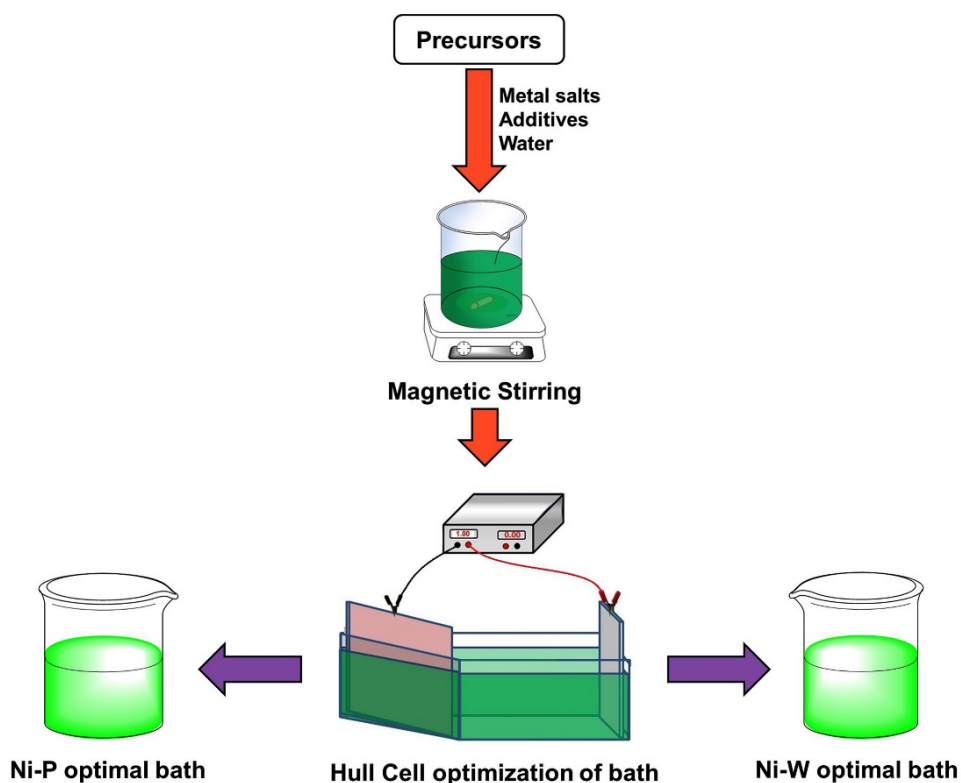 Precursors
Metal salts
Additives
Water
Magnetic Stirring
1.00
0.00
Ni-P optimal bath
Hull Cell optimization of bath
Ni-W optimal bath